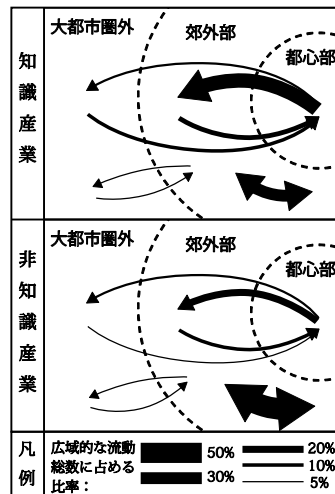 知識産業
大都市圏外
郊外部
都心部
非知識産業
大都市圏外
郊外部
都心部
凡例
広域的な流動
総数に占める
比率：
50%
30%
20%
10%
5%